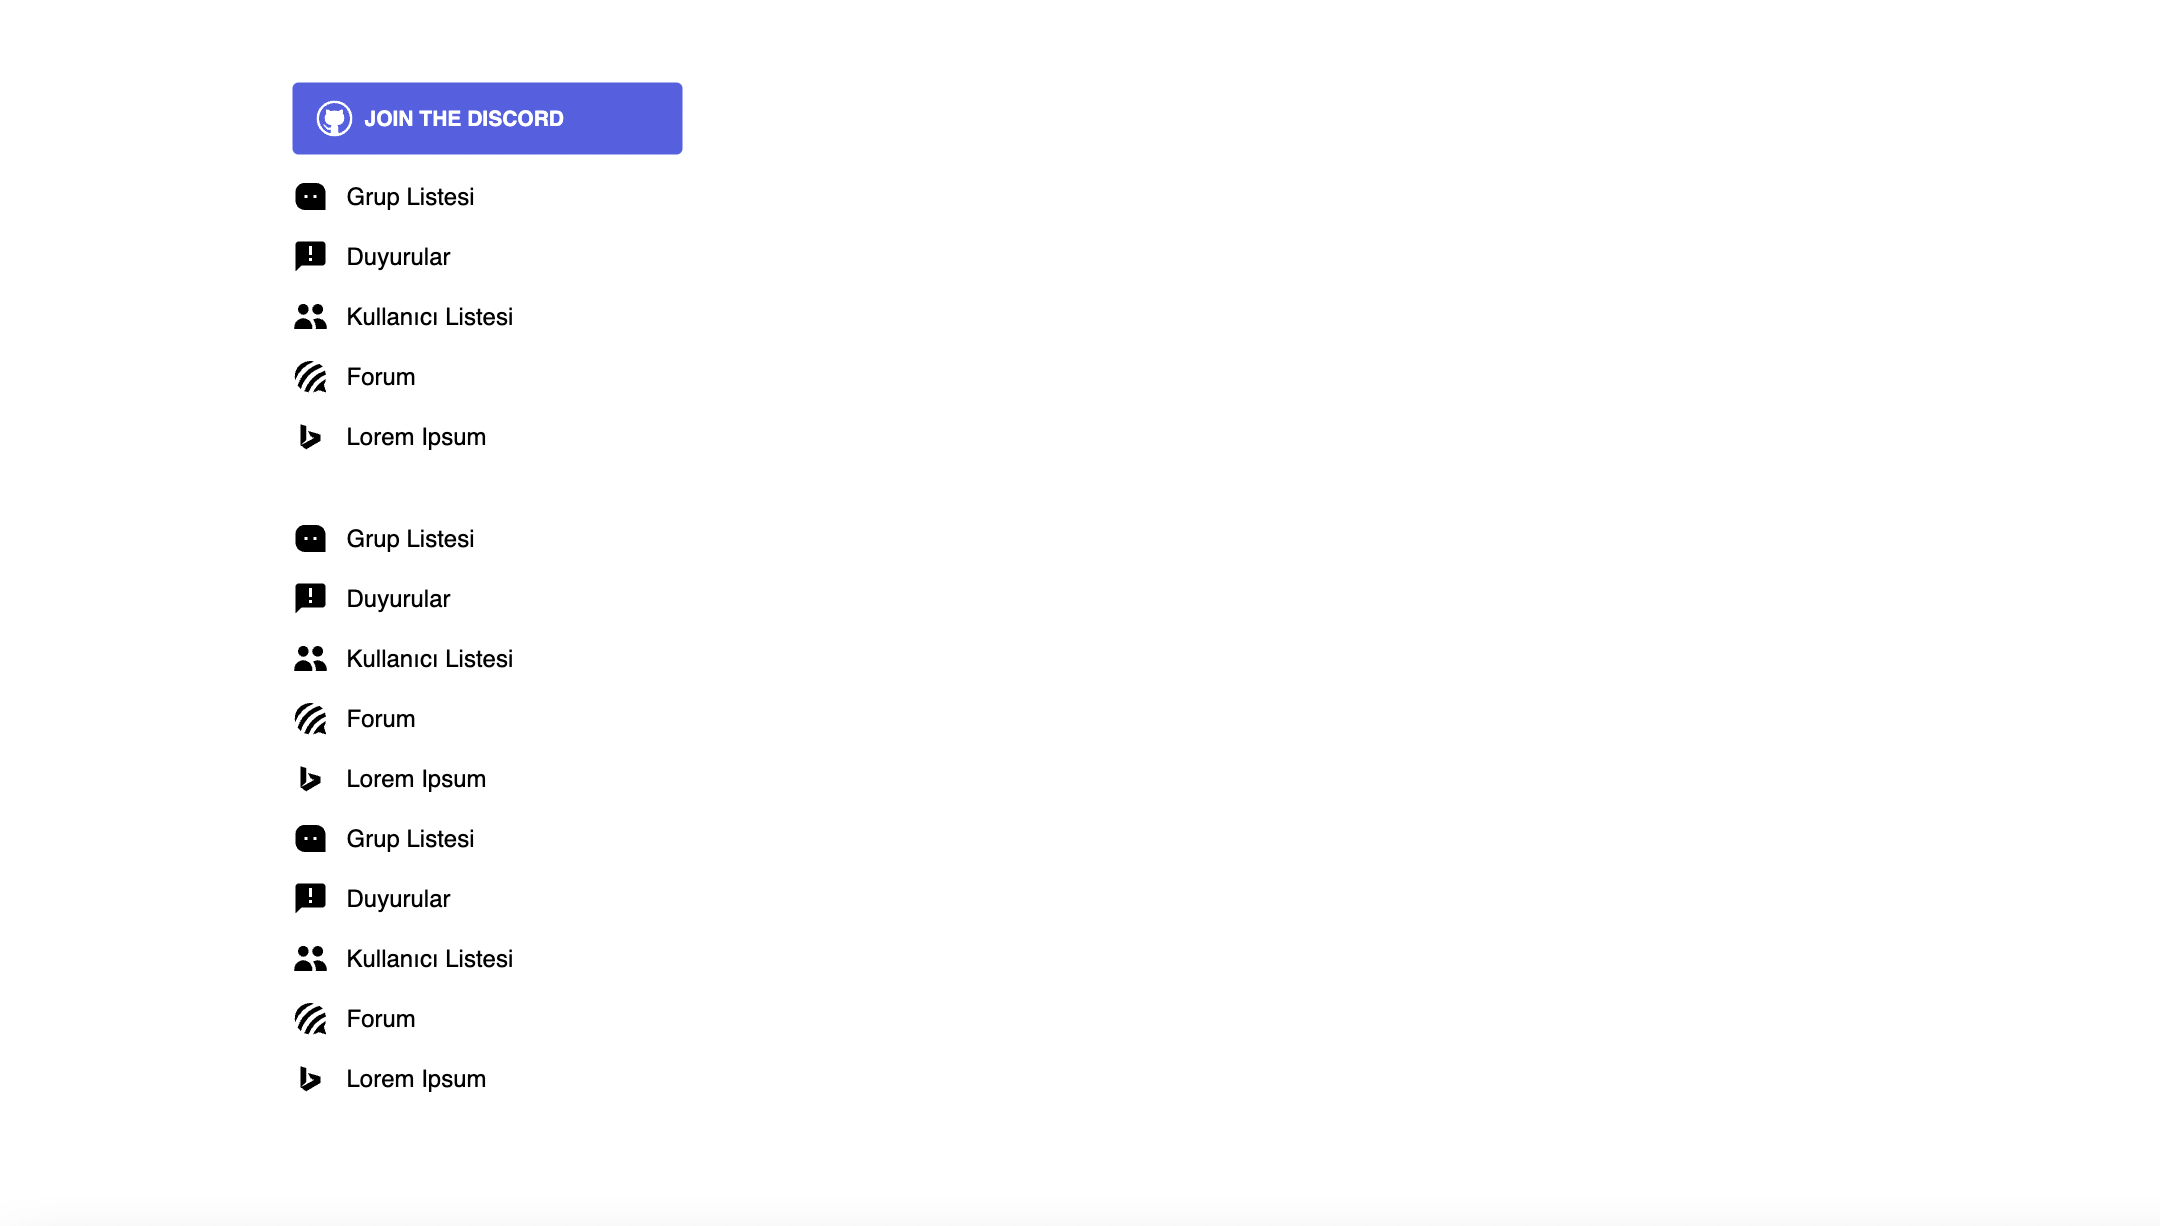 JOIN THE DISCORD
Grup Listesi
Duyurular
Kullanıcı Listesi
Forum
Lorem Ipsum
Grup Listesi
Duyurular
Kullanıcı Listesi
Forum
Lorem Ipsum
Grup Listesi
Duyurular
Kullanıcı Listesi
Forum
Lorem Ipsum